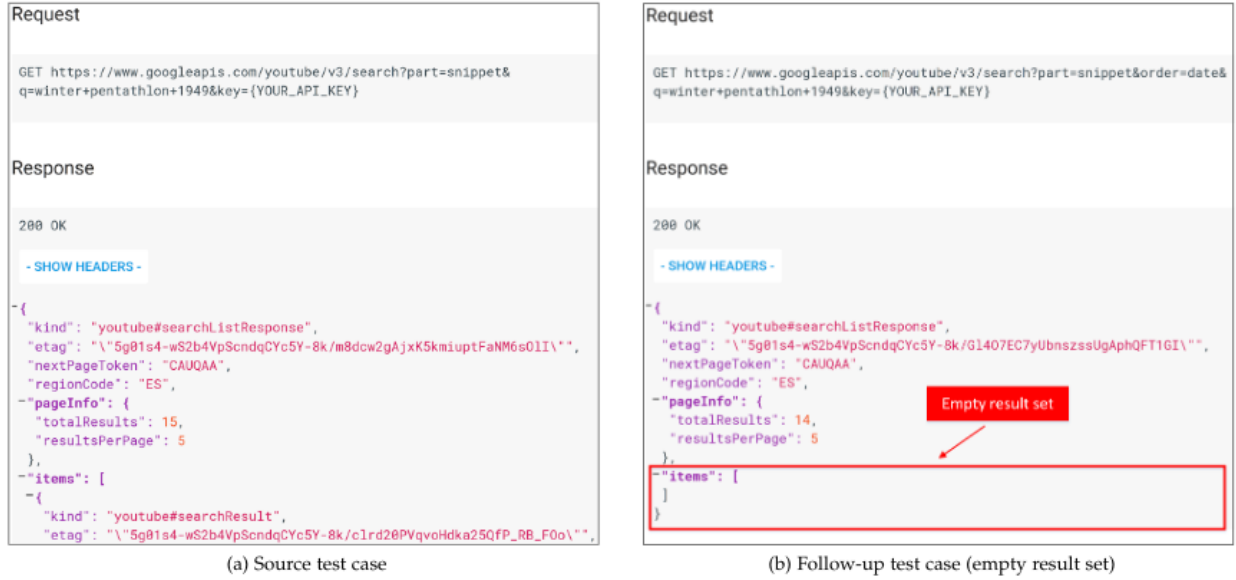 Request
GET https://www.googleapis.com/youtube/v3/search?part=snippet&
q=winter+pentathlon+1949&key={YOUR_API_KEY}
Response
200 OK
- SHOW HEADERS -
-{
"kind": "youtube#searchListResponse",
"etag": "\"5g01s4-wS2b4VpScndqCYc5Y-8k/m8dcw2gAjxK5kmiuptFaNM6sOlI\"",
"nextPageToken": "CAUQAA",
"regionCode": "ES",
-"pageInfo": {
"totalResults": 15,
"resultsPerPage": 5
},
-"items": [
-{
"kind": "youtube#searchResult",
"etag": "\"5g01s4-wS2b4VpScndqCYc5Y-8k/clrd20PVqvoHdka25QfP_RB_FOo\"",
(a) Source test case
Request
GET https://www.googleapis.com/youtube/v3/search?part=snippet&order=date&
q=winter+pentathlon+1949&key={YOUR_API_KEY}
Response
200 OK
- SHOW HEADERS -
-{
"kind": "youtube#searchListResponse",
"etag": "\"5g01s4-wS2b4VpScndqCYc5Y-8k/Gl4O7EC7yUbnszssUgAphQFT1GI\"",
"nextPageToken": "CAUQAA",
"regionCode": "ES",
-"pageInfo": {
"totalResults": 14,
"resultsPerPage": 5
},
Empty result set
-"items": [
]
}
(b) Follow-up test case (empty result set)